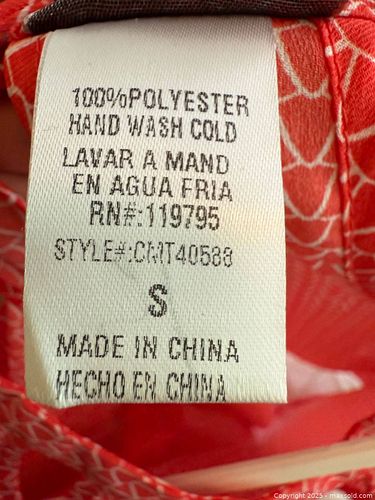 100%POLYESTER
HAND WASH COLD
LAVAR A MAND
EN AGUA FRIA
RN#:119795
STYLE#:CMT40588
S
MADE IN CHINA
HECHO EN CHINA
Copyright 2025 - maxsold.com